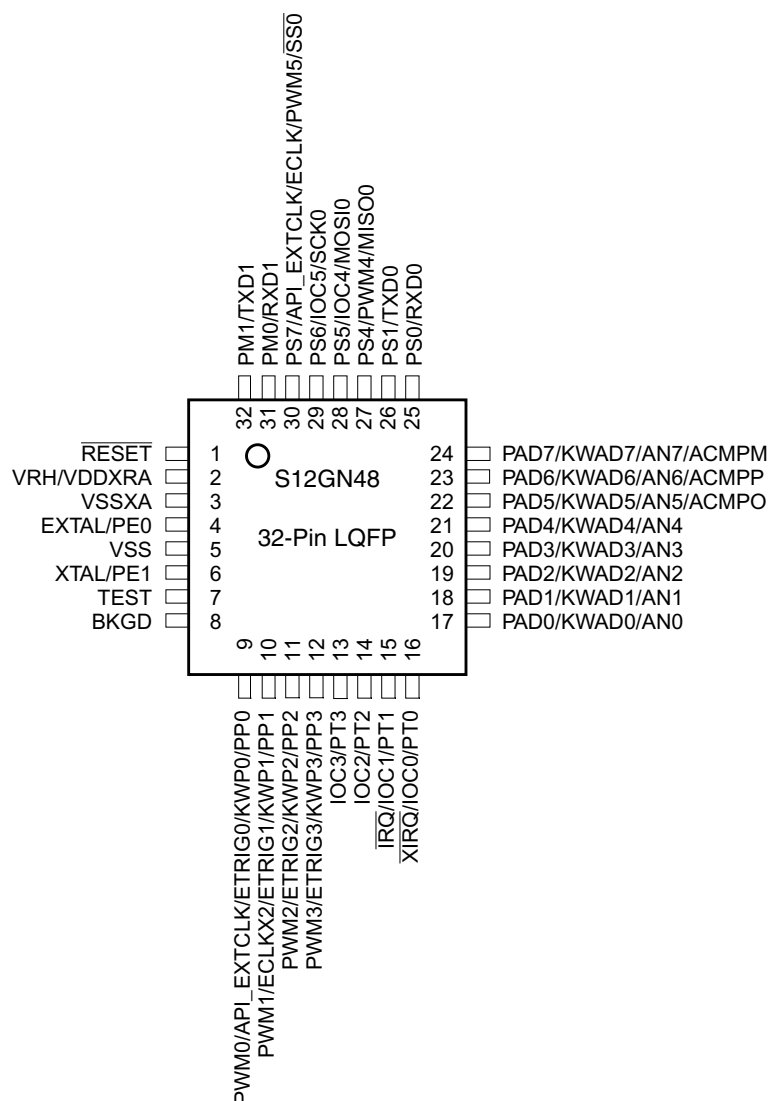 PM1/TXD1
PM0/RXD1
PS7/API_EXTCLK/ECLK/PWM5/SS0
PS6/IOC5/SCK0
PS5/IOC4/MOSI0
PS4/PWM4/MISO0
PS1/TXD0
PS0/RXD0
32
31
30
29
28
27
26
25
RESET 1
VRH/VDDXRA 2
VSSXA 3
EXTAL/PE0 4
VSS 5
XTAL/PE1 6
TEST 7
BKGD 8
S12GN48
32-Pin LQFP
24 PAD7/KWAD7/AN7/ACMPM
23 PAD6/KWAD6/AN6/ACMPP
22 PAD5/KWAD5/AN5/ACMPO
21 PAD4/KWAD4/AN4
20 PAD3/KWAD3/AN3
19 PAD2/KWAD2/AN2
18 PAD1/KWAD1/AN1
17 PAD0/KWAD0/AN0
9
10
11
12
13
14
15
16
PWM0/API_EXTCLK/ETRIG0/KWP0/PP0
PWM1/ECLKX2/ETRIG1/KWP1/PP1
PWM2/ETRIG2/KWP2/PP2
PWM3/ETRIG3/KWP3/PP3
IOC3/PT3
IOC2/PT2
IRQ/IOC1/PT1
XIRQ/IOC0/PT0